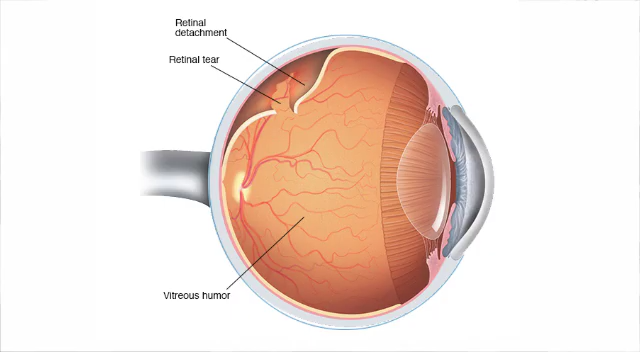 Retinal
detachment
Retinal tear
Vitreous humor